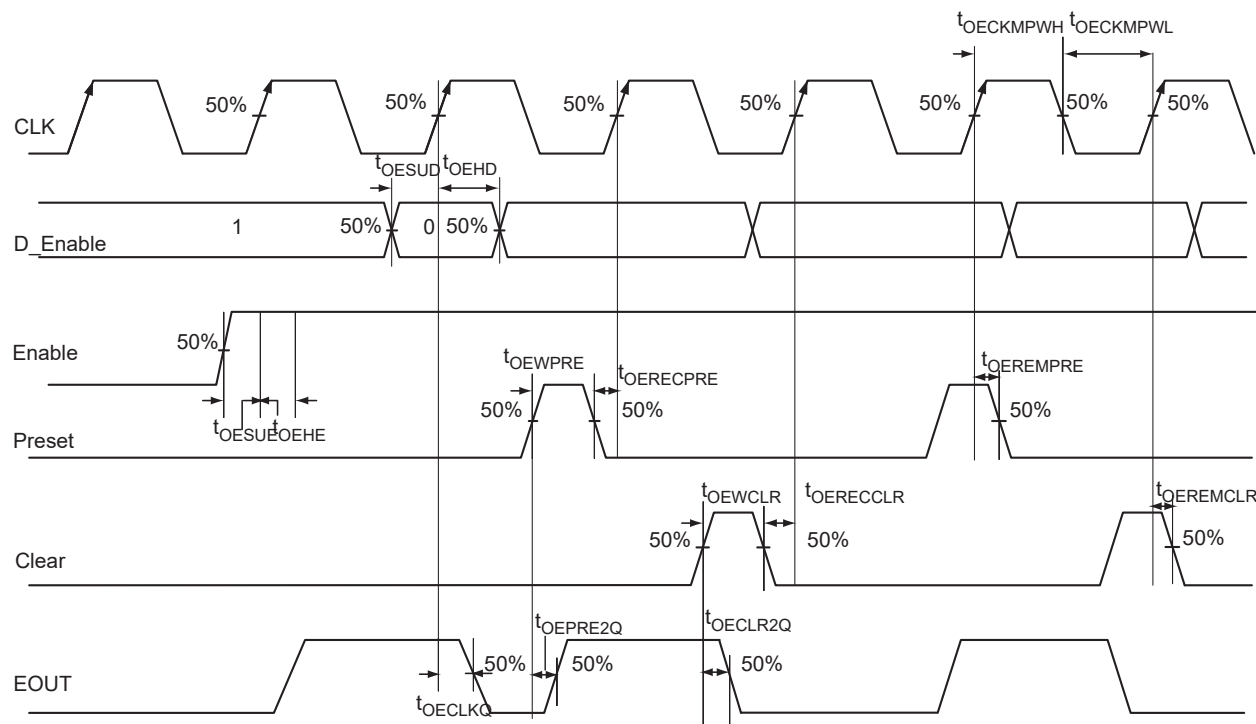 tOECKMPWH tOECKMPWL
CLK 50% 50% 50% 50% 50% 50% 50%
tOESUD tOEHD
D_Enable 1 50% 0 50%
Enable 50%
tOESUE tOEHE
tOEWPRE tOERECPRE tOEREMPRE
Preset 50% 50% 50%
tOEWCLR tOERECCLR tOEREMCLR
Clear 50% 50% 50%
tOEPRE2Q tOECLR2Q
EOUT 50% 50% 50%
tOECLKQ